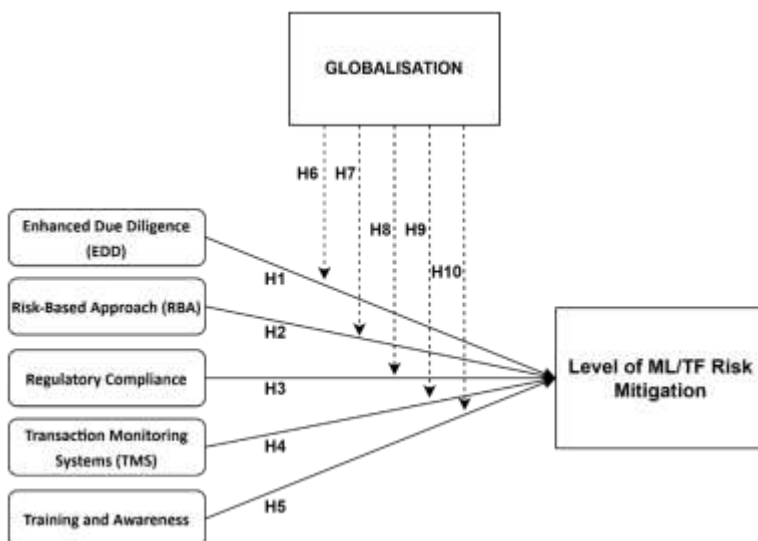 GLOBALISATION
H6
H7
H8
H9
H10
Enhanced Due Diligence
(EDD)
H1
Risk-Based Approach (RBA)
H2
Regulatory Compliance
H3
Transaction Monitoring
Systems (TMS)
H4
Training and Awareness
H5
Level of ML/TF Risk
Mitigation